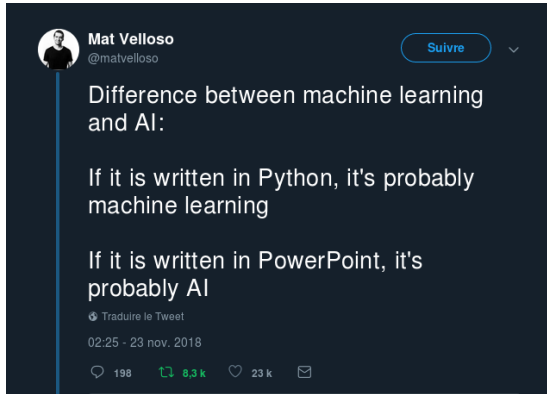 Mat Velloso
@matvelloso
Suivre
Difference between machine learning
and AI:
If it is written in Python, it's probably
machine learning
If it is written in PowerPoint, it's
probably AI
Traduire le Tweet
02:25 - 23 nov. 2018
198 8,3 k 23 k